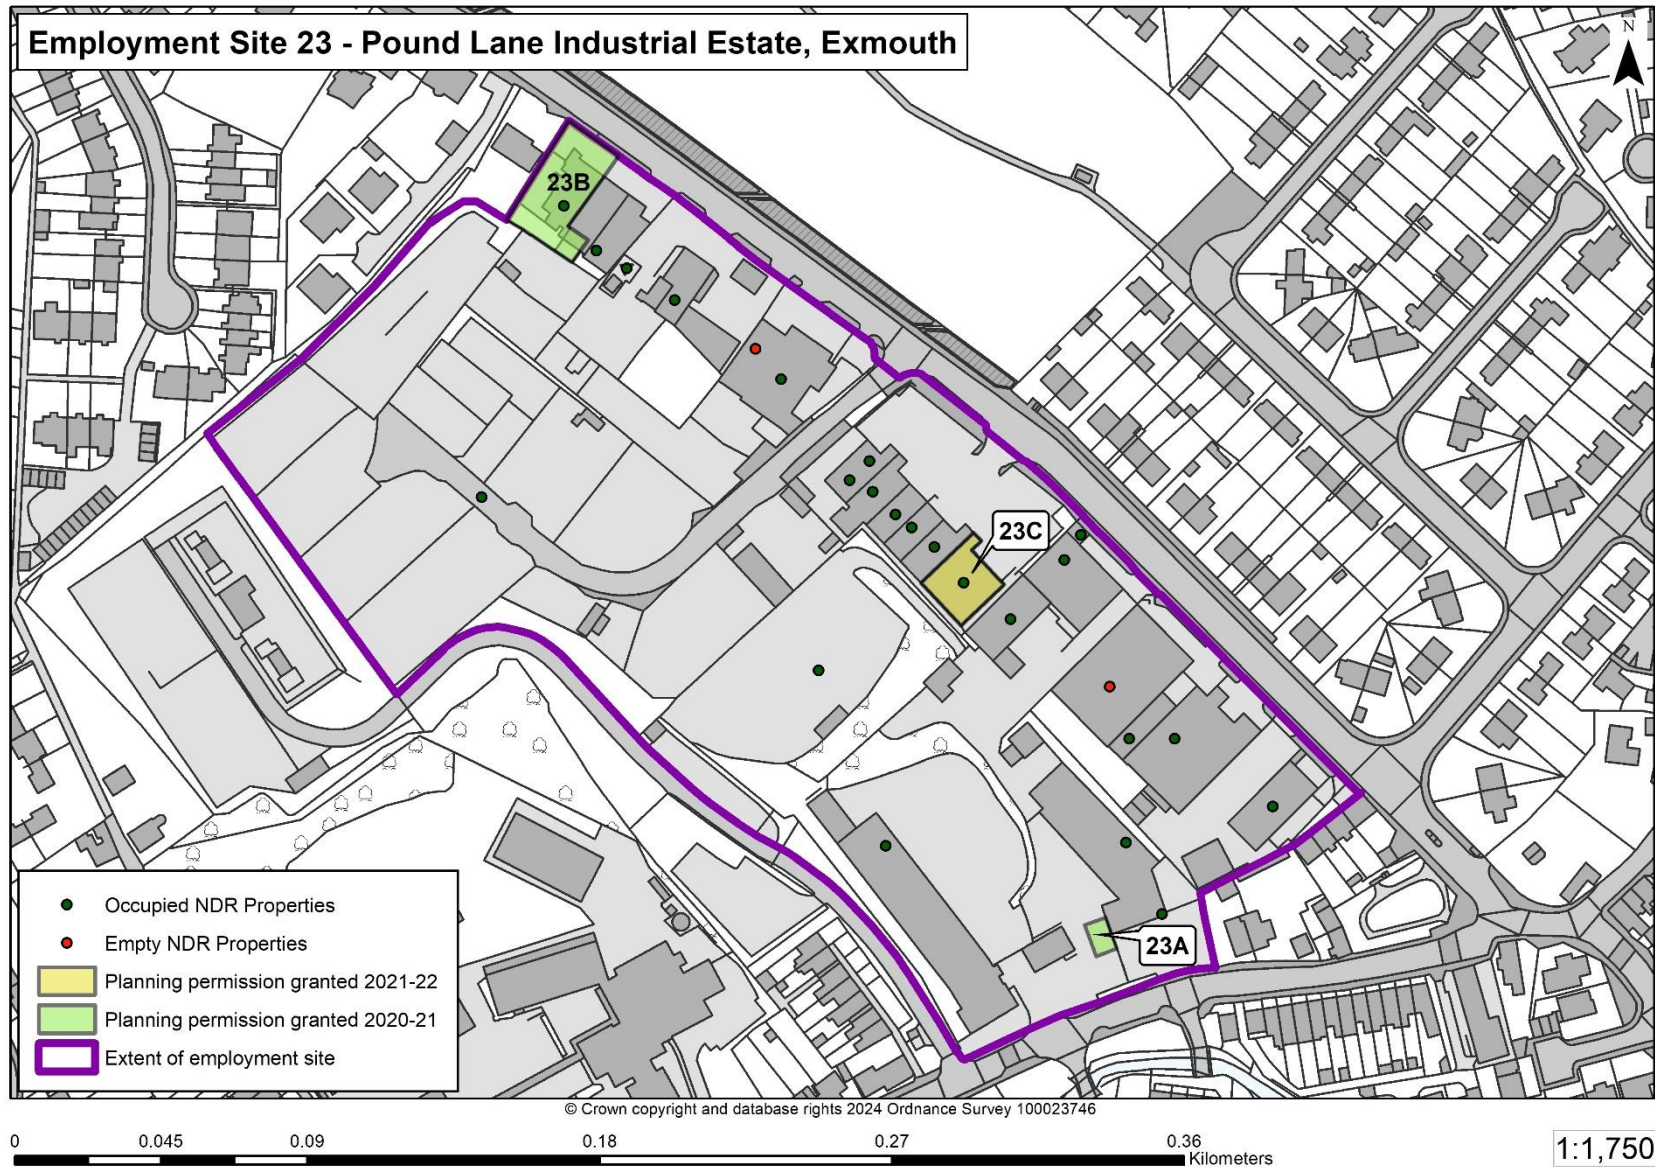 Employment Site 23 - Pound Lane Industrial Estate, Exmouth
N
23B
23C
23A
Occupied NDR Properties
Empty NDR Properties
Planning permission granted 2021-22
Planning permission granted 2020-21
Extent of employment site
© Crown copyright and database rights 2024 Ordnance Survey 100023746
0 0.045 0.09 0.18 0.27 0.36
Kilometers
1:1,750